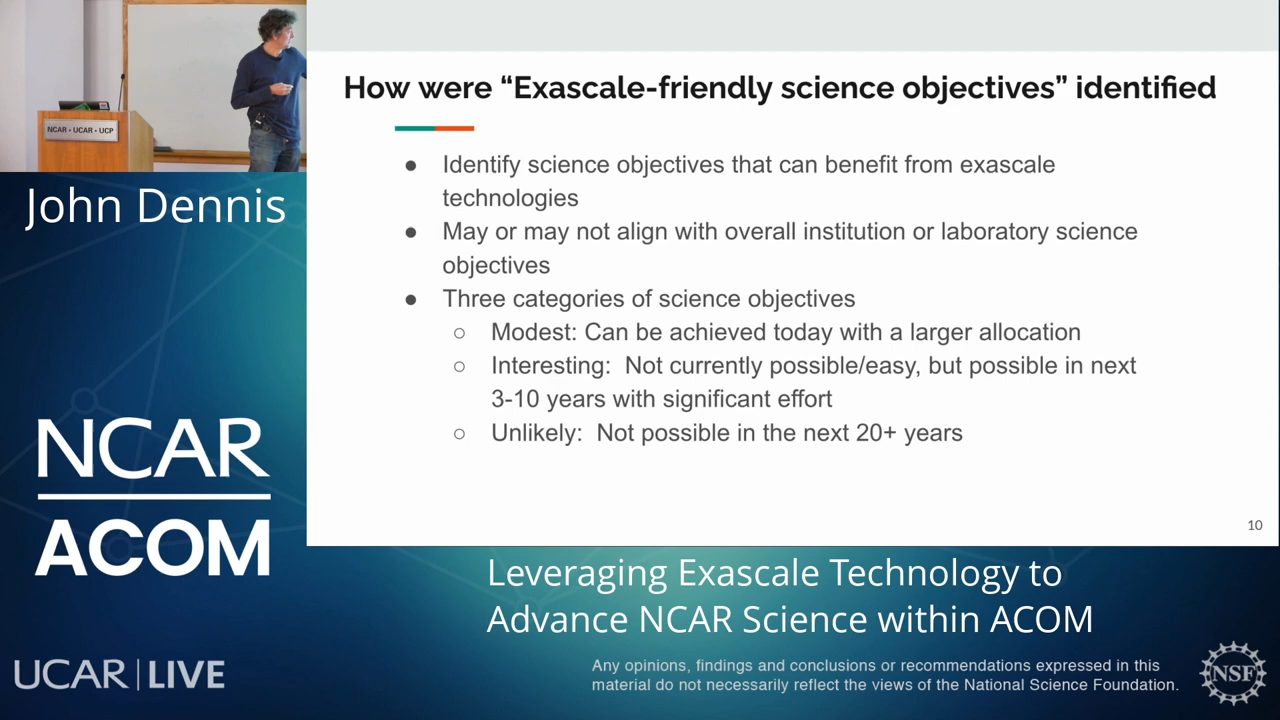 NCAR • UCAR • UCP
John Dennis
How were “Exascale-friendly science objectives” identified
● Identify science objectives that can benefit from exascale
technologies
● May or may not align with overall institution or laboratory science
objectives
● Three categories of science objectives
○ Modest: Can be achieved today with a larger allocation
○ Interesting:  Not currently possible/easy, but possible in next
3-10 years with significant effort
○ Unlikely:  Not possible in the next 20+ years
10
NCAR
ACOM
Leveraging Exascale Technology to
Advance NCAR Science within ACOM
UCAR | LIVE
Any opinions, findings and conclusions or recommendations expressed in this
material do not necessarily reflect the views of the National Science Foundation.
NSF